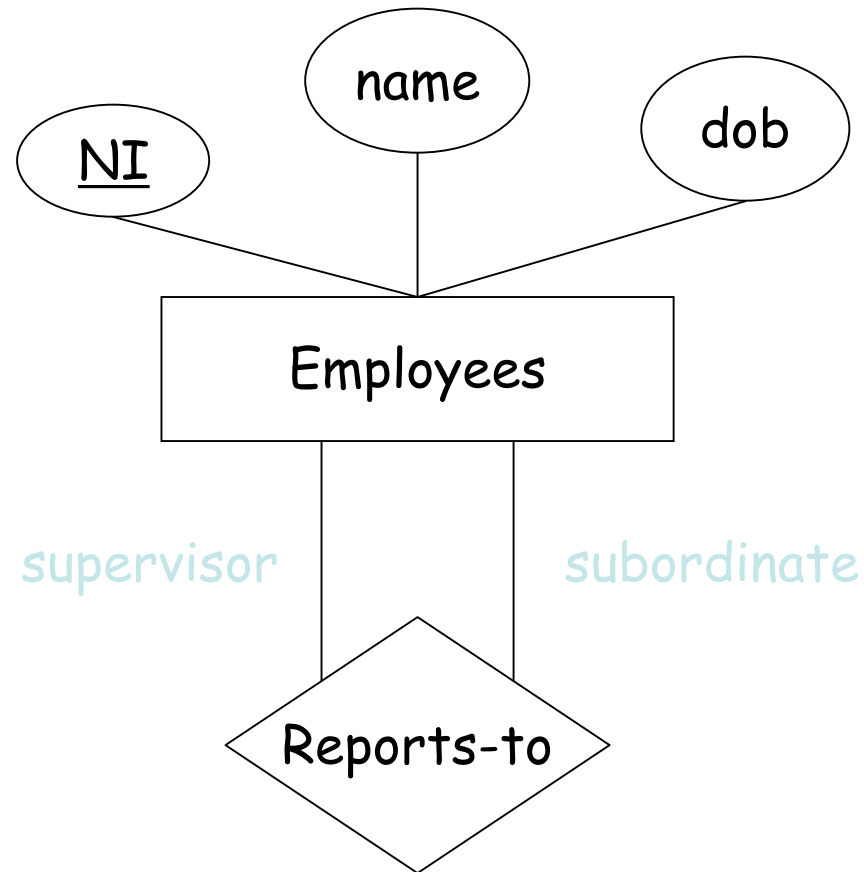 name
dob
NI
Employees
supervisor
subordinate
Reports-to